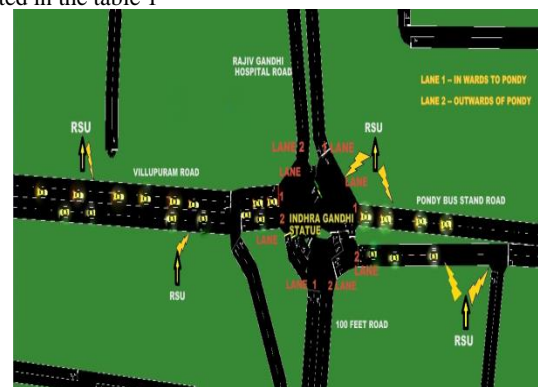 ted in the table 1
RAJIV GANDHI
HOSPITAL ROAD
LANE 1 – IN WARDS TO PONDY
LANE 2 – OUTWARDS OF PONDY
RSU
RSU
LANE 2
LANE
1
LANE
LANE
VILLUPURAM ROAD
1
1
PONDY BUS STAND ROAD
2
INDHRA GANDHI
STATUE
LANE
2
LANE
RSU
LANE 1
2 LANE
RSU
100 FEET ROAD